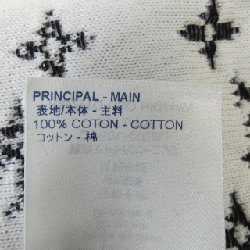 PRINCIPAL - MAIN
表地/本体 - 主料
100% COTON - COTTON
コットン - 棉